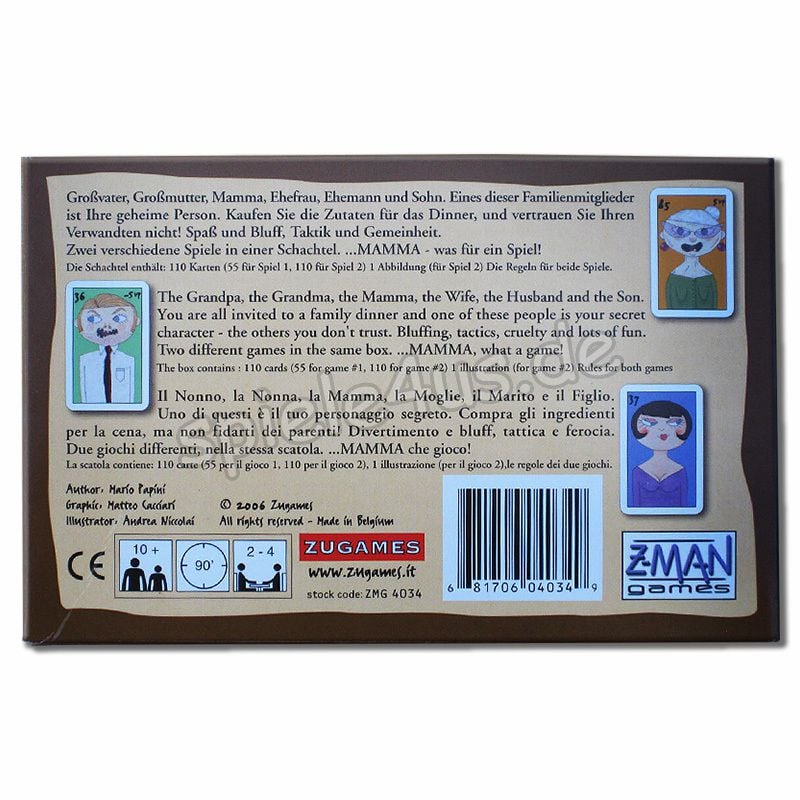 Großvater, Großmutter, Mamma, Ehefrau, Ehemann und Sohn. Eines dieser Familienmitglieder
ist Ihre geheime Person. Kaufen Sie die Zutaten für das Dinner, und vertrauen Sie Ihren
Verwandten nicht! Spaß und Bluff, Taktik und Gemeinheit.
Zwei verschiedene Spiele in einer Schachtel. ...MAMMA - was für ein Spiel!
Die Schachtel enthält: 110 Karten (55 für Spiel 1, 110 für Spiel 2) 1 Abbildung (für Spiel 2) Die Regeln für beide Spiele.
65
36
The Grandpa, the Grandma, the Mamma, the Wife, the Husband and the Son.
You are all invited to a family dinner and one of these people is your secret
character - the others you don't trust. Bluffing, tactics, cruelty and lots of fun.
Two different games in the same box. ...MAMMA, what a game!
The box contains : 110 cards (55 for game #1, 110 for game #2) 1 illustration (for game #2) Rules for both games
Il Nonno, la Nonna, la Mamma, la Moglie, il Marito e il Figlio.
Uno di questi è il tuo personaggio segreto. Compra gli ingredienti
per la cena, ma non fidarti dei parenti! Divertimento e bluff, tattica e ferocia.
Due giochi differenti, nella stessa scatola. ...MAMMA che gioco!
La scatola contiene: 110 carte (55 per il gioco 1, 110 per il gioco 2), 1 illustrazione (per il gioco 2),le regole dei due giochi.
37
Author: Mario Papini
Graphic: Matteo Cacciari
Illustrator: Andrea Niccolai
© 2006 Zugames
All rights reserved - Made in Belgium
CE
10 +
90'
2 - 4
ZUGAMES
www.zugames.it
stock code: ZMG 4034
6 81706 04034 9
Z-MAN
games
spiele4us.de